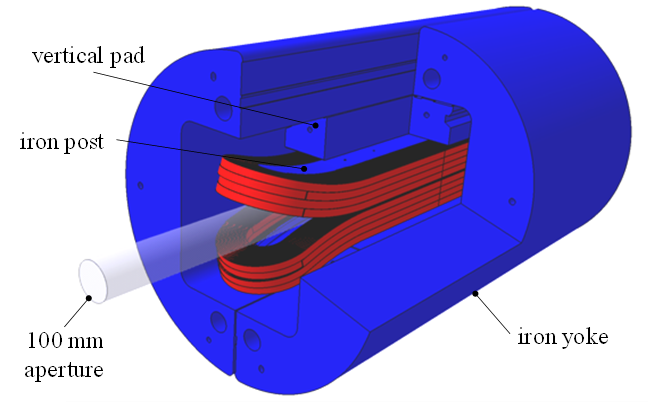 vertical pad
iron post
100 mm
aperture
iron yoke